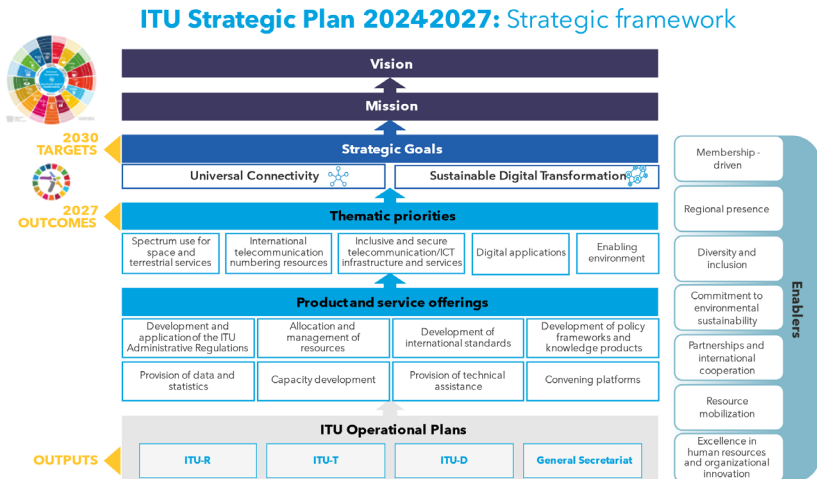 ITU Strategic Plan 20242027: Strategic framework
Vision
Mission
2030
TARGETS
Strategic Goals
Universal Connectivity
Sustainable Digital Transformation
2027
OUTCOMES
Thematic priorities
Spectrum use for
space and
terrestrial services
International
telecommunication
numbering resources
Inclusive and secure
telecommunication/ICT
infrastructure and services
Digital applications
Enabling
environment
Product and service offerings
Development and
application of the ITU
Administrative Regulations
Allocation and
management of
resources
Development of
international standards
Development of policy
frameworks and
knowledge products
Provision of data and
statistics
Capacity development
Provision of technical
assistance
Convening platforms
ITU Operational Plans
OUTPUTS
ITU-R
ITU-T
ITU-D
General Secretariat
Membership -
driven
Regional presence
Diversity and
inclusion
Commitment to
environmental
sustainability
Partnerships and
international
cooperation
Resource
mobilization
Excellence in
human resources
and organizational
innovation
Enablers